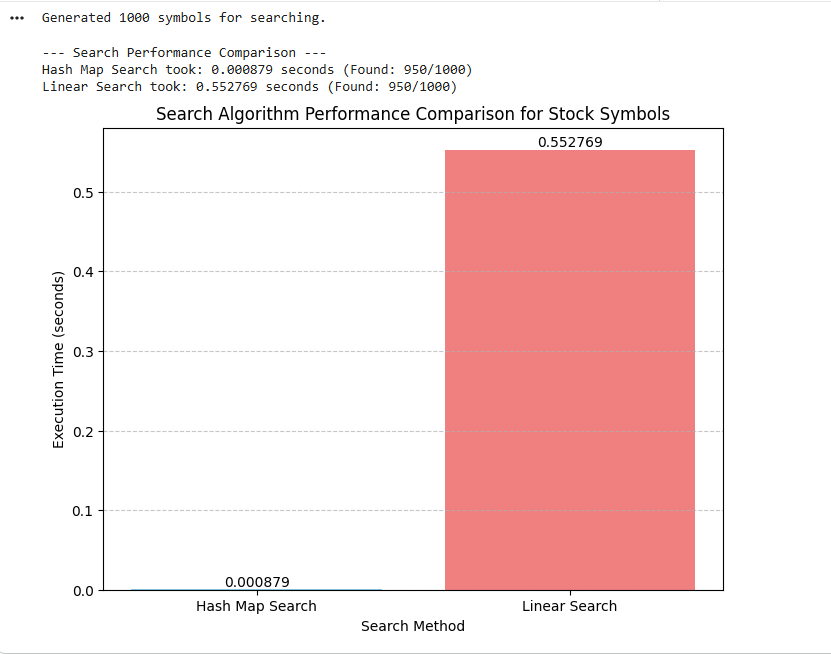 Generated 1000 symbols for searching.
--- Search Performance Comparison ---
Hash Map Search took: 0.000879 seconds (Found: 950/1000)
Linear Search took: 0.552769 seconds (Found: 950/1000)
Search Algorithm Performance Comparison for Stock Symbols
0.552769
0.5
0.4
0.3
0.2
0.1
0.0
Execution Time (seconds)
0.000879
Hash Map Search
Linear Search
Search Method